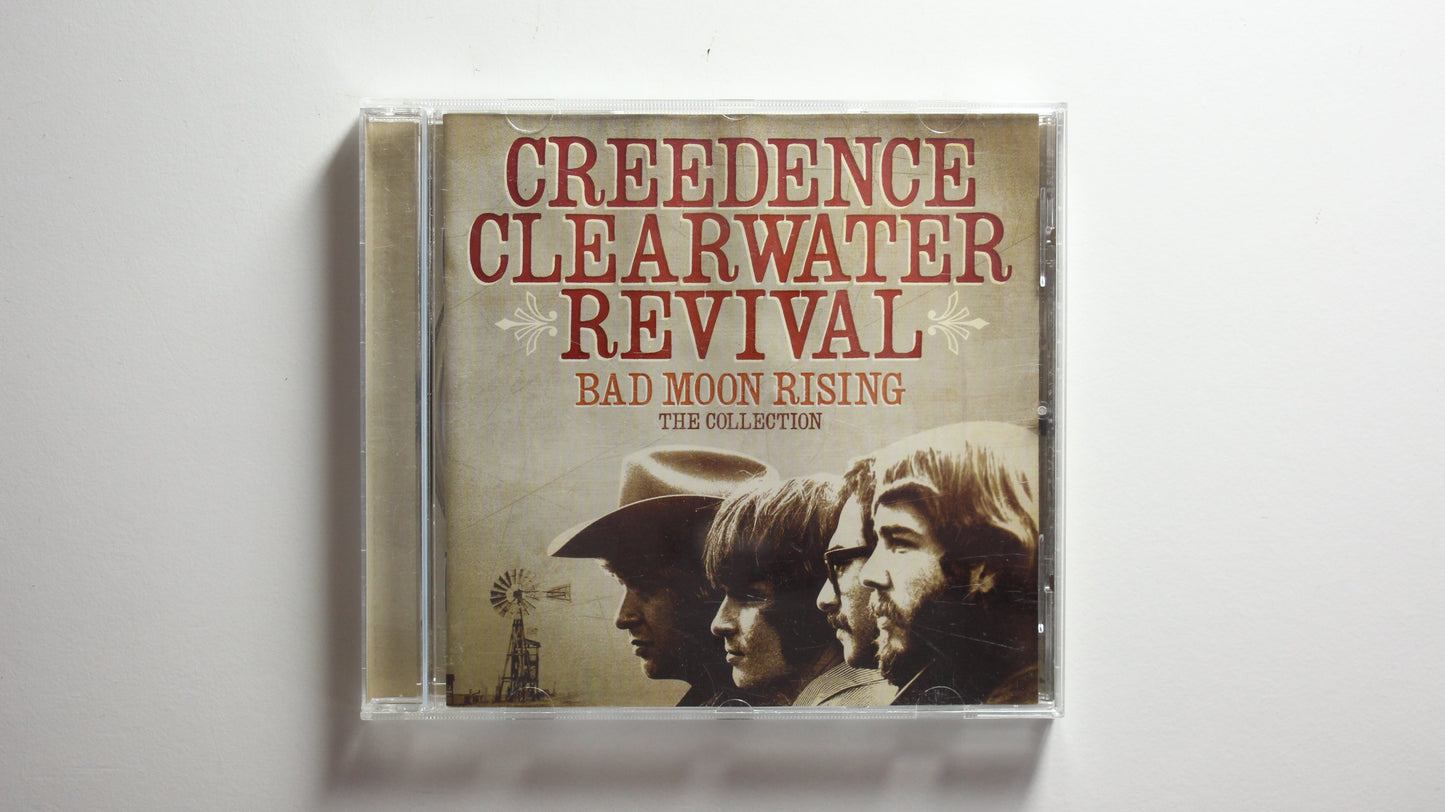 CREEDENCE
CLEARWATER
REVIVAL
BAD MOON RISING
THE COLLECTION